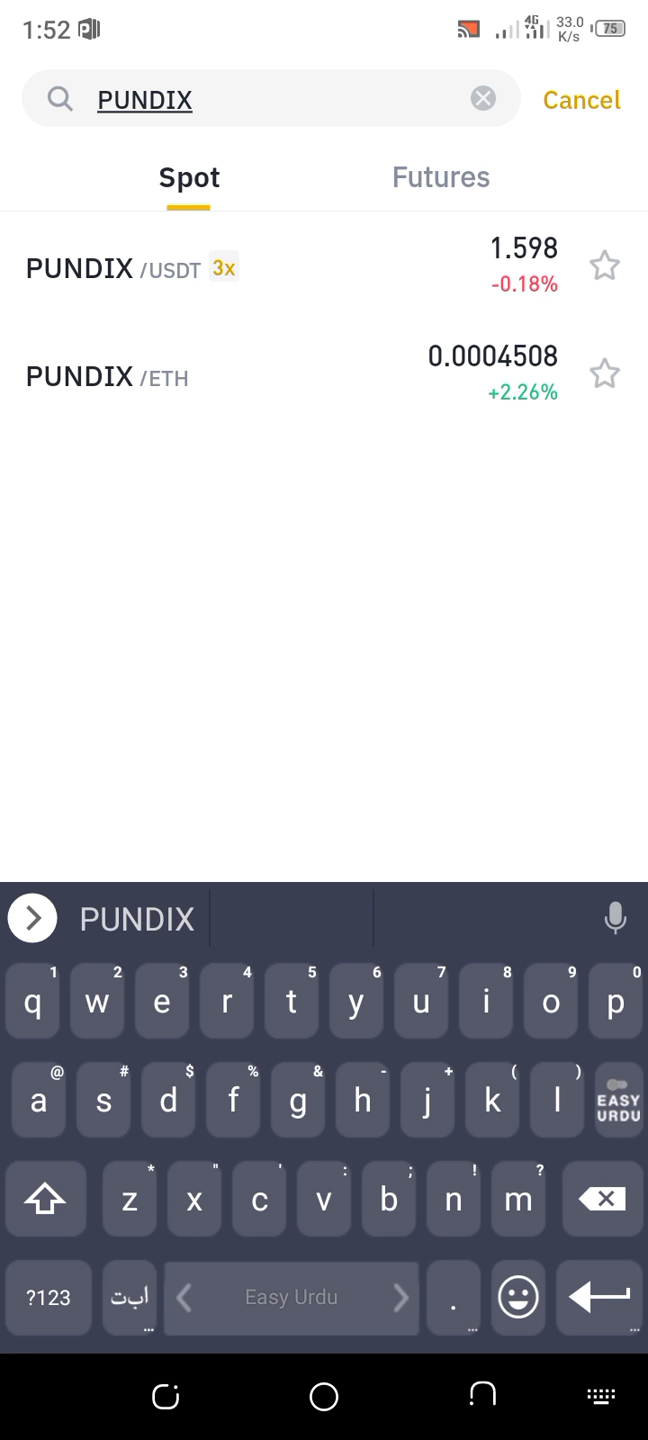 1:52 4G 33.0 K/s 75
PUNDIX Cancel
Spot Futures
PUNDIX /USDT 3x 1.598
-0.18%
PUNDIX /ETH 0.0004508
+2.26%
PUNDIX
1 2 3 4 5 6 7 8 9 0
q w e r t y u i o p
@ # $ % & - + ( )
a s d f g h j k l EASY URDU
* " ' : ; ! ?
z x c v b n m
?123 ابت ... Easy Urdu . ... ...